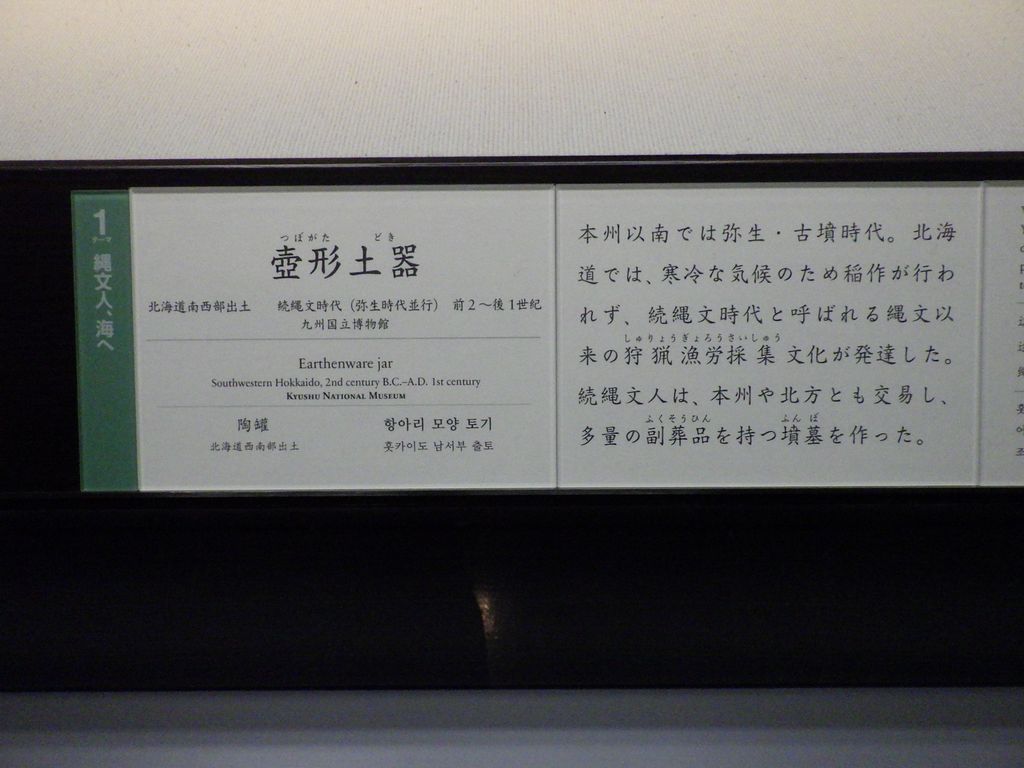 1
テーマ
縄文人、海へ
つぼがた どき
壺形土器
北海道南西部出土 続縄文時代（弥生時代並行） 前2～後1世紀
九州国立博物館
Earthenware jar
Southwestern Hokkaido, 2nd century B.C.–A.D. 1st century
KYUSHU NATIONAL MUSEUM
陶罐 항아리 모양 토기
北海道西南部出土 홋카이도 남서부 출토
本州以南では弥生・古墳時代。北海
道では、寒冷な気候のため稲作が行わ
れず、続縄文時代と呼ばれる縄文以
しゅりょうぎょろうさいしゅう
来の狩猟漁労採集文化が発達した。
続縄文人は、本州や北方とも交易し、
ふくそうひん ふんぼ
多量の副葬品を持つ墳墓を作った。